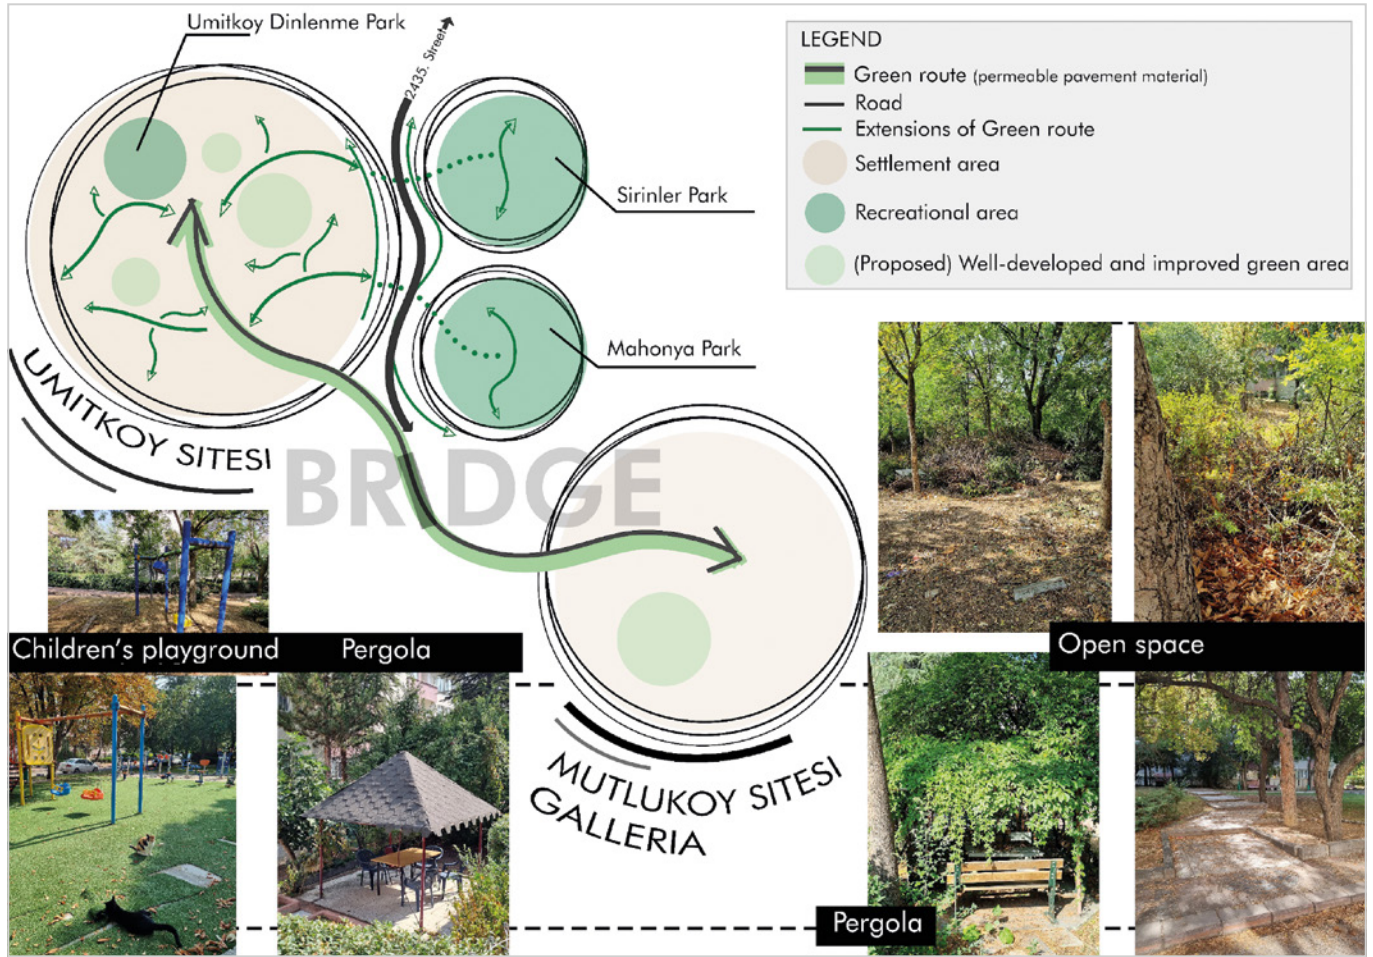 Umitkoy Dinlenme Park
2435. Street
LEGEND
Green route (permeable pavement material)
Road
Extensions of Green route
Settlement area
Recreational area
(Proposed) Well-developed and improved green area
Sirinler Park
Mahonya Park
UMITKOY SITESI
BRIDGE
MUTLUKOY SITESI
GALLERIA
Children's playground
Pergola
Open space
Pergola